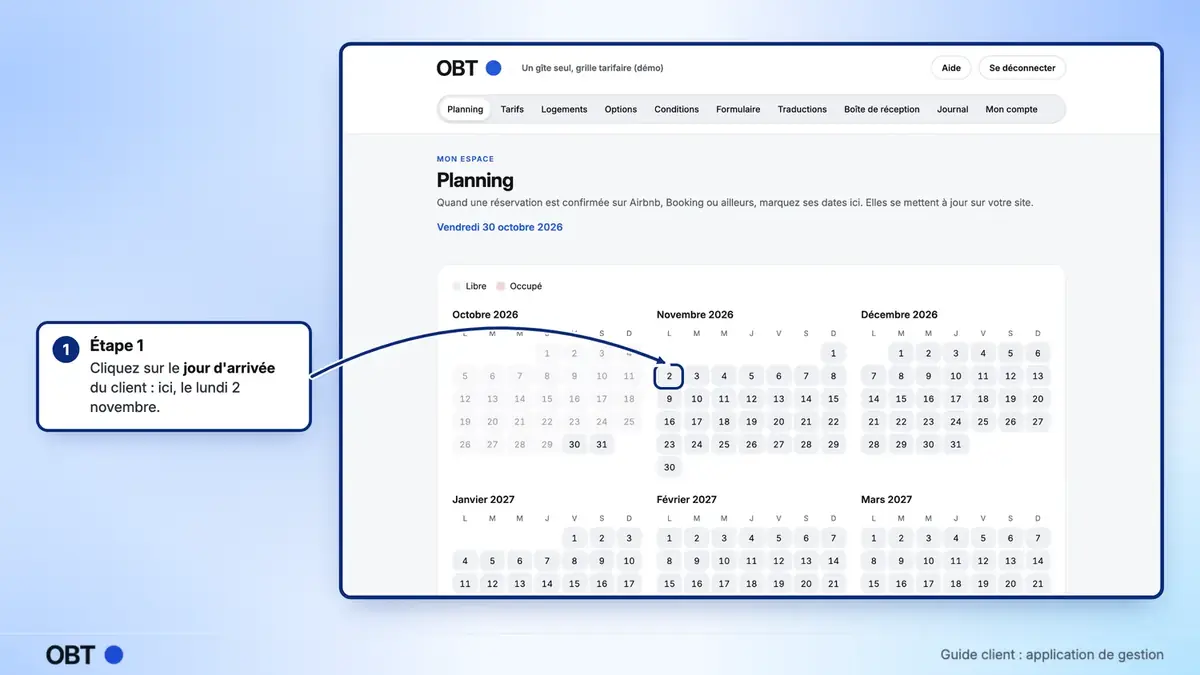 OBT
Un gîte seul, grille tarifaire (démo)
Aide
Se déconnecter
Planning Tarifs Logements Options Conditions Formulaire Traductions Boîte de réception Journal Mon compte
MON ESPACE
Planning
Quand une réservation est confirmée sur Airbnb, Booking ou ailleurs, marquez ses dates ici. Elles se mettent à jour sur votre site.
Vendredi 30 octobre 2026
Libre Occupé
1
Étape 1
Cliquez sur le jour d'arrivée
du client : ici, le lundi 2
novembre.
Octobre 2026
L M M S D
1 2 3
5 6 7 8 9 10 11
12 13 14 15 16 17 18
19 20 21 22 23 24 25
26 27 28 29 30 31
Novembre 2026
L M M J V S D
1
2 3 4 5 6 7 8
9 10 11 12 13 14 15
16 17 18 19 20 21 22
23 24 25 26 27 28 29
30
Décembre 2026
L M M J V S D
1 2 3 4 5 6
7 8 9 10 11 12 13
14 15 16 17 18 19 20
21 22 23 24 25 26 27
28 29 30 31
Janvier 2027
L M M J V S D
1 2 3
4 5 6 7 8 9 10
11 12 13 14 15 16 17
Février 2027
L M M J V S D
1 2 3 4 5 6 7
8 9 10 11 12 13 14
15 16 17 18 19 20 21
Mars 2027
L M M J V S D
1 2 3 4 5 6 7
8 9 10 11 12 13 14
15 16 17 18 19 20 21
OBT
Guide client : application de gestion